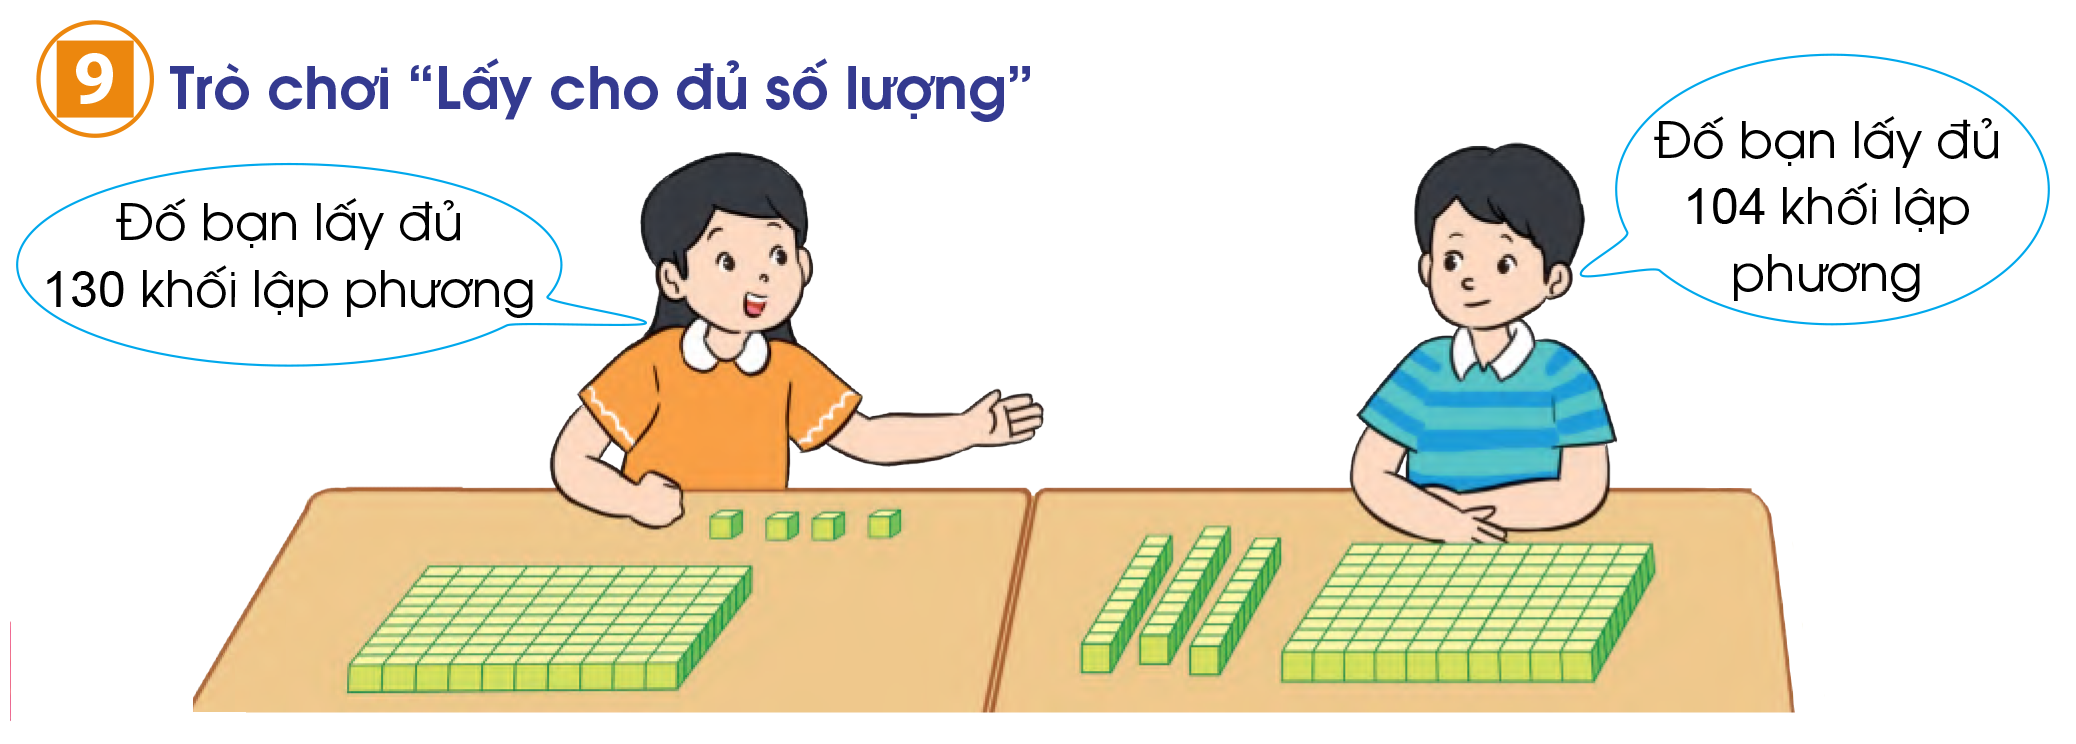 9 Trò chơi “Lấy cho đủ số lượng”
Đố bạn lấy đủ
130 khối lập phương
Đố bạn lấy đủ
104 khối lập
phương